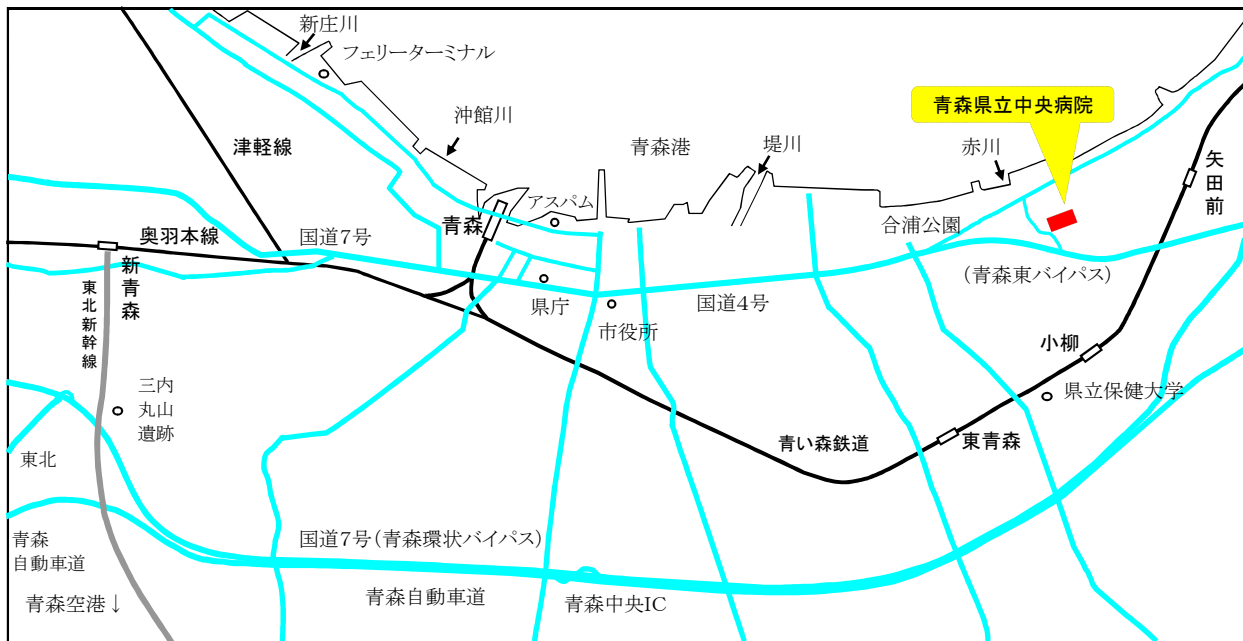 新庄川
フェリーターミナル
青森県立中央病院
沖館川
津軽線
青森港
堤川
赤川
矢田前
アスパム
青森
合浦公園
奥羽本線
国道7号
新青森
(青森東バイパス)
東北新幹線
県庁
市役所
国道4号
小柳
三内
丸山
遺跡
県立保健大学
青い森鉄道
東青森
東北
国道7号(青森環状バイパス)
青森
自動車道
青森自動車道
青森中央IC
青森空港↓